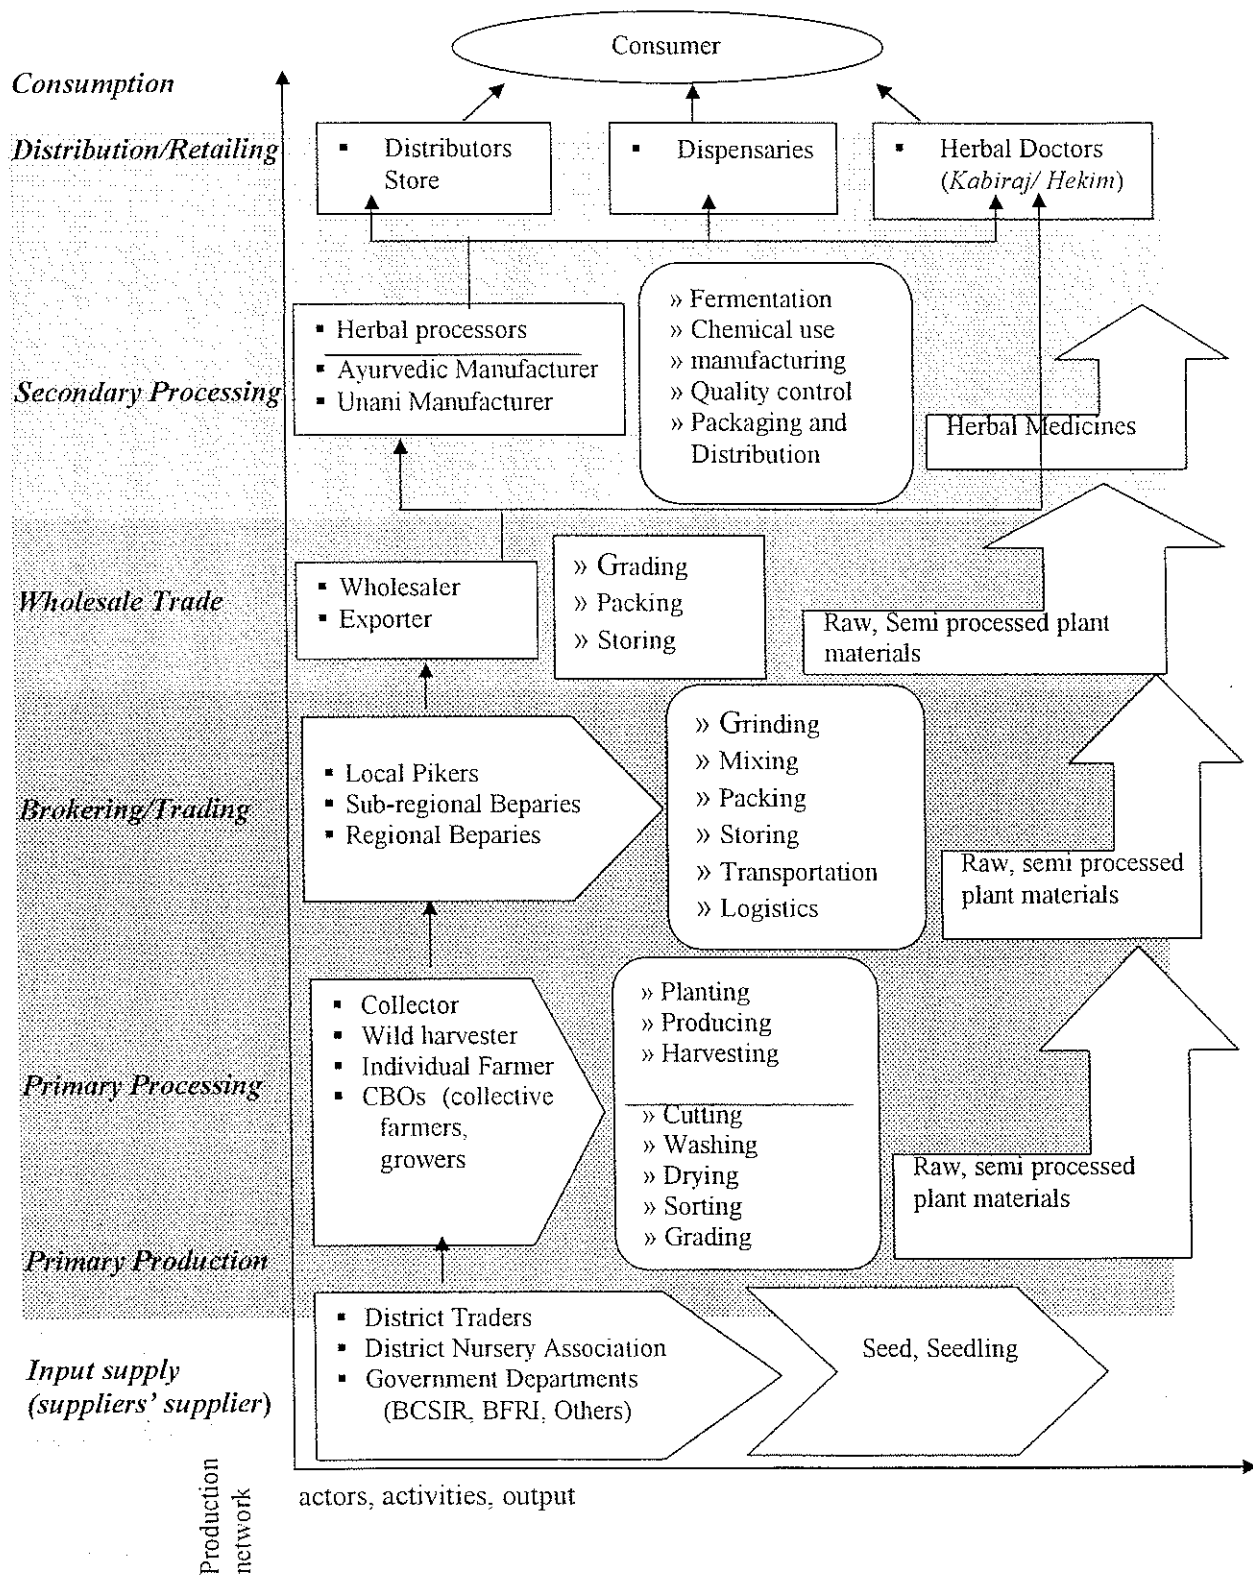 Consumer
Consumption
Distribution/Retailing
▪ Distributors
Store
▪ Dispensaries
▪ Herbal Doctors
(Kabiraj/ Hekim)
Secondary Processing
▪ Herbal processors
▪ Ayurvedic Manufacturer
▪ Unani Manufacturer
» Fermentation
» Chemical use
» manufacturing
» Quality control
» Packaging and
Distribution
Herbal Medicines
Wholesale Trade
▪ Wholesaler
▪ Exporter
» Grading
» Packing
» Storing
Raw, Semi processed plant
materials
Brokering/Trading
▪ Local Pikers
▪ Sub-regional Beparies
▪ Regional Beparies
» Grinding
» Mixing
» Packing
» Storing
» Transportation
» Logistics
Raw, semi processed
plant materials
Primary Processing
▪ Collector
▪ Wild harvester
▪ Individual Farmer
▪ CBOs (collective
farmers,
growers
» Planting
» Producing
» Harvesting
» Cutting
» Washing
» Drying
» Sorting
» Grading
Raw, semi processed
plant materials
Primary Production
Input supply
(suppliers’ supplier)
▪ District Traders
▪ District Nursery Association
▪ Government Departments
(BCSIR, BFRI, Others)
Seed, Seedling
Production
network
actors, activities, output